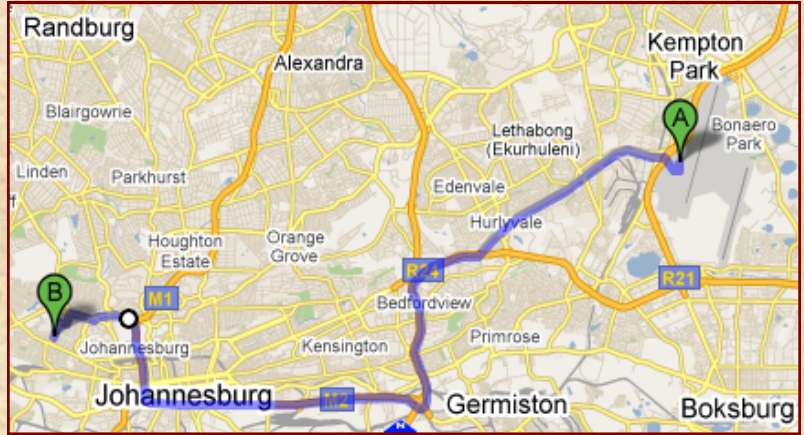 Randburg
Kempton
Park
Alexandra
A
Blairgowrie
Bonaero
Park
Lethabong
(Ekurhuleni)
Linden
Parkhurst
Edenvale
Hurlyvale
Houghton
Estate
Orange
Grove
R24
R21
B
M1
Bedfordview
Primrose
Johannesburg
Kensington
Johannesburg
M2
Germiston
Boksburg
N